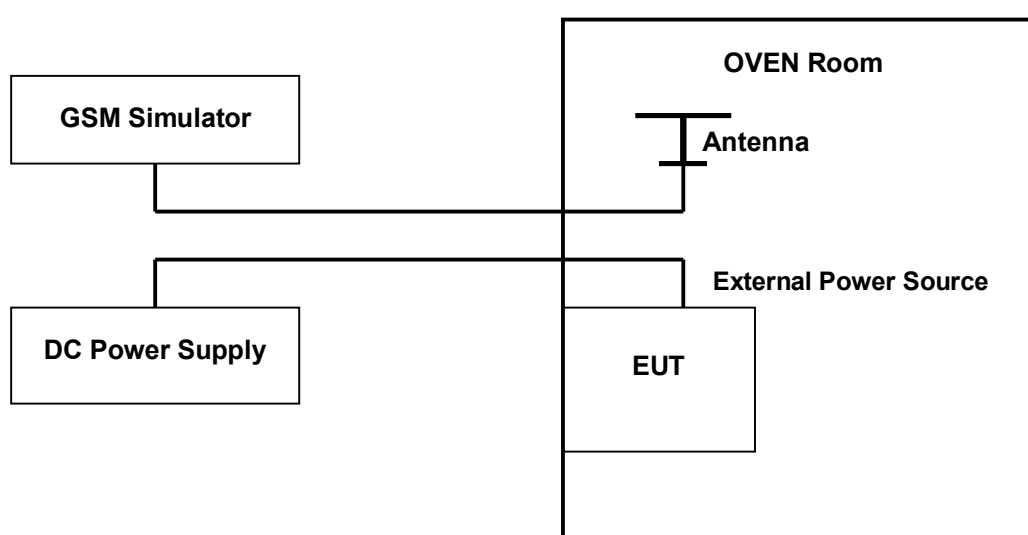 OVEN Room
GSM Simulator
Antenna
External Power Source
DC Power Supply
EUT